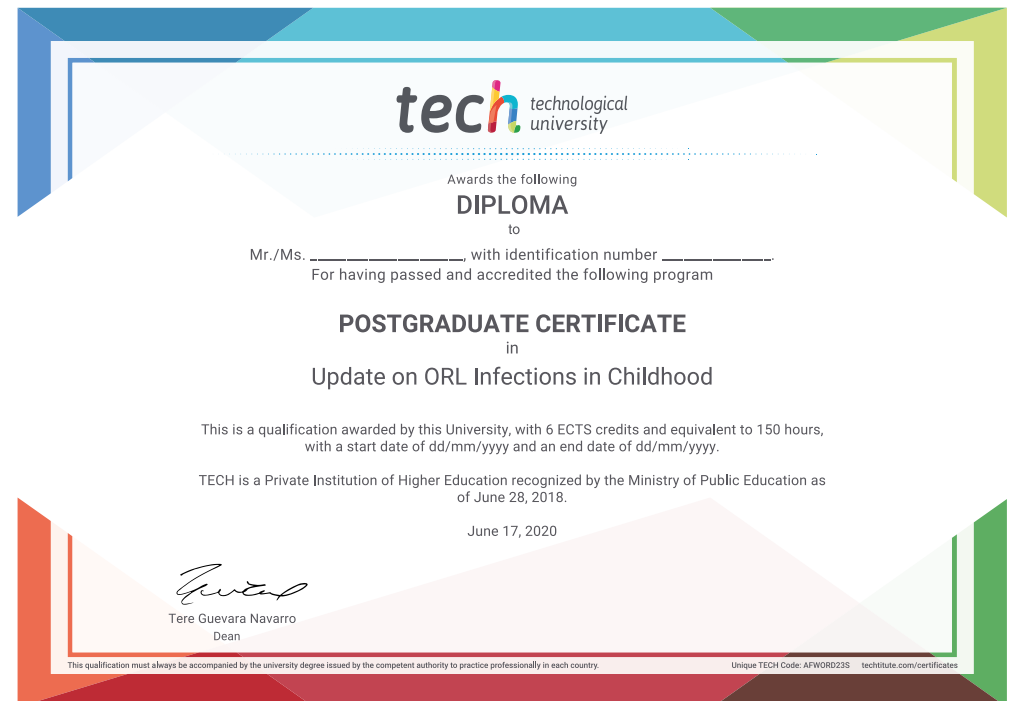 tech technological
university
Awards the following
DIPLOMA
to
Mr./Ms. ____________________, with identification number ______________.
For having passed and accredited the following program
POSTGRADUATE CERTIFICATE
in
Update on ORL Infections in Childhood
This is a qualification awarded by this University, with 6 ECTS credits and equivalent to 150 hours,
with a start date of dd/mm/yyyy and an end date of dd/mm/yyyy.
TECH is a Private Institution of Higher Education recognized by the Ministry of Public Education as
of June 28, 2018.
June 17, 2020
Tere Guevara Navarro
Dean
This qualification must always be accompanied by the university degree issued by the competent authority to practice professionally in each country.
Unique TECH Code: AFWORD23S techtitute.com/certificates